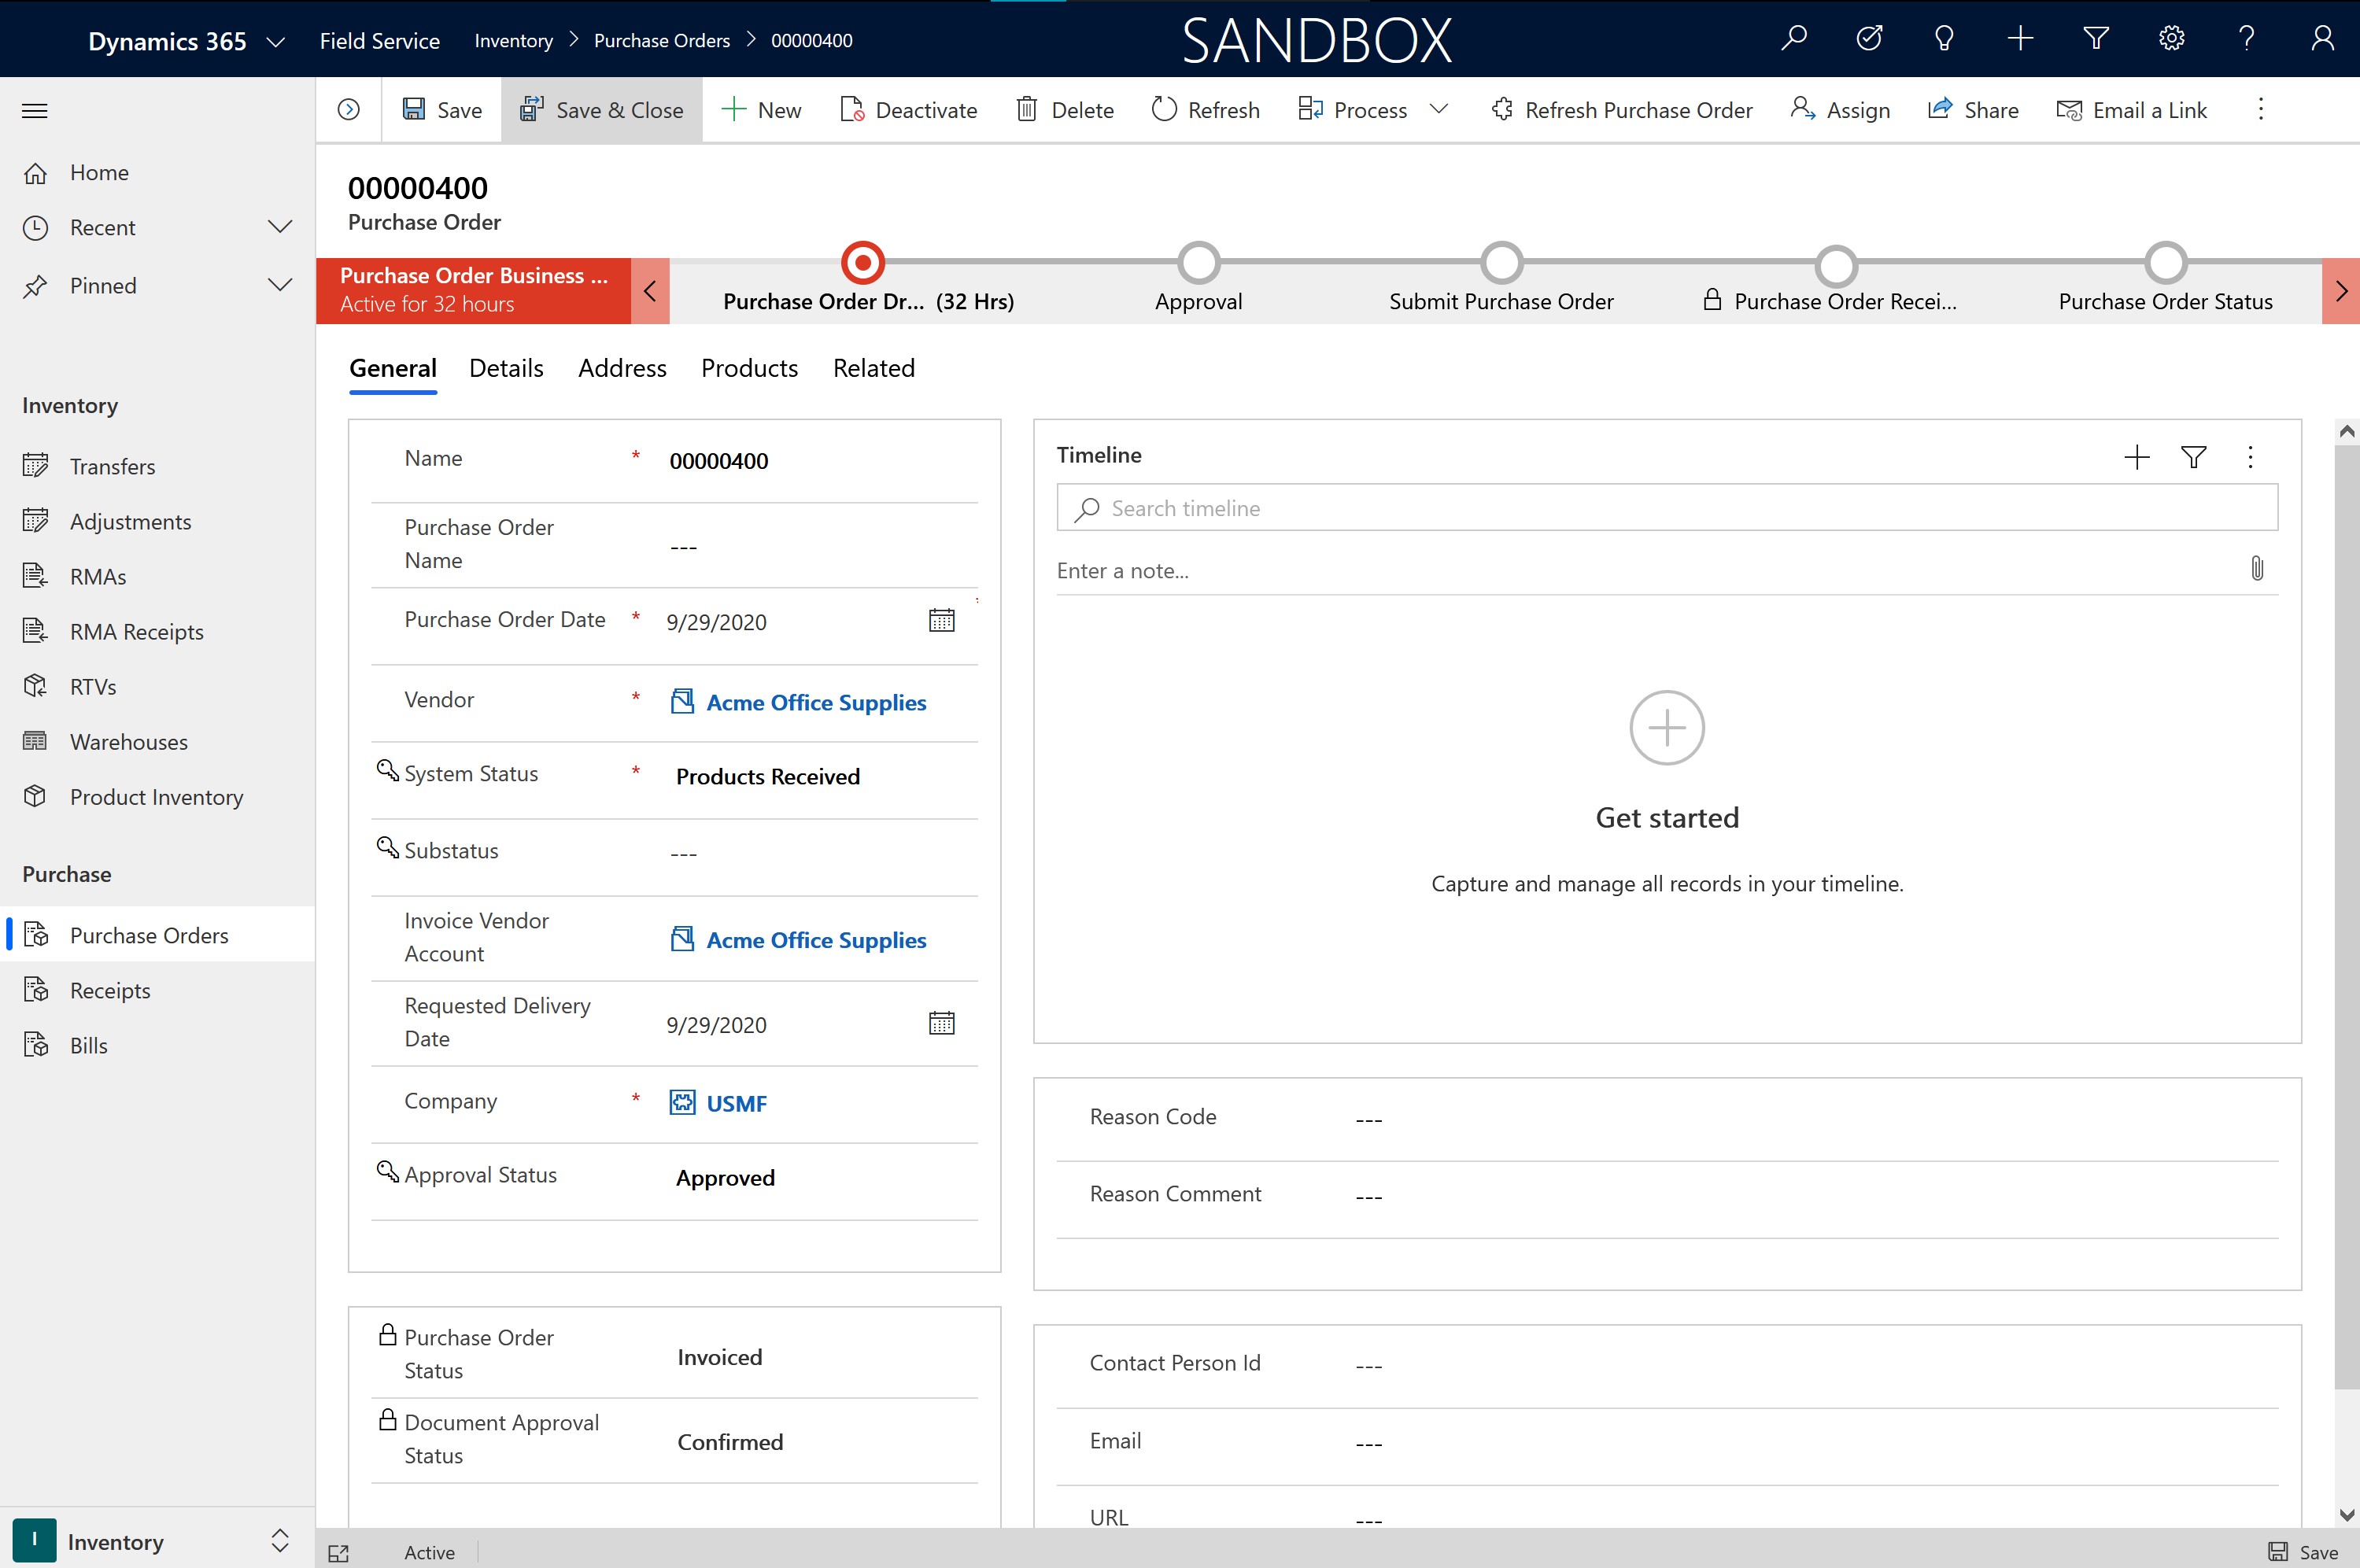 Dynamics 365
Field Service
Inventory
Purchase Orders
00000400
SANDBOX
Save
Save & Close
New
Deactivate
Delete
Refresh
Process
Refresh Purchase Order
Assign
Share
Email a Link
Home
Recent
Pinned
Inventory
Transfers
Adjustments
RMAs
RMA Receipts
RTVs
Warehouses
Product Inventory
Purchase
Purchase Orders
Receipts
Bills
I
Inventory
00000400
Purchase Order
Purchase Order Business ...
Active for 32 hours
Purchase Order Dr... (32 Hrs)
Approval
Submit Purchase Order
Purchase Order Recei...
Purchase Order Status
General
Details
Address
Products
Related
Name * 00000400
Purchase Order
Name
---
Purchase Order Date * 9/29/2020
*
Vendor * Acme Office Supplies
System Status * Products Received
Substatus ---
Invoice Vendor
Account
Acme Office Supplies
Requested Delivery
Date
9/29/2020
Company * USMF
Approval Status Approved
Purchase Order
Status
Invoiced
Document Approval
Status
Confirmed
Timeline
Search timeline
Enter a note...
Get started
Capture and manage all records in your timeline.
Reason Code ---
Reason Comment ---
Contact Person Id ---
Email ---
URL ---
Active
Save